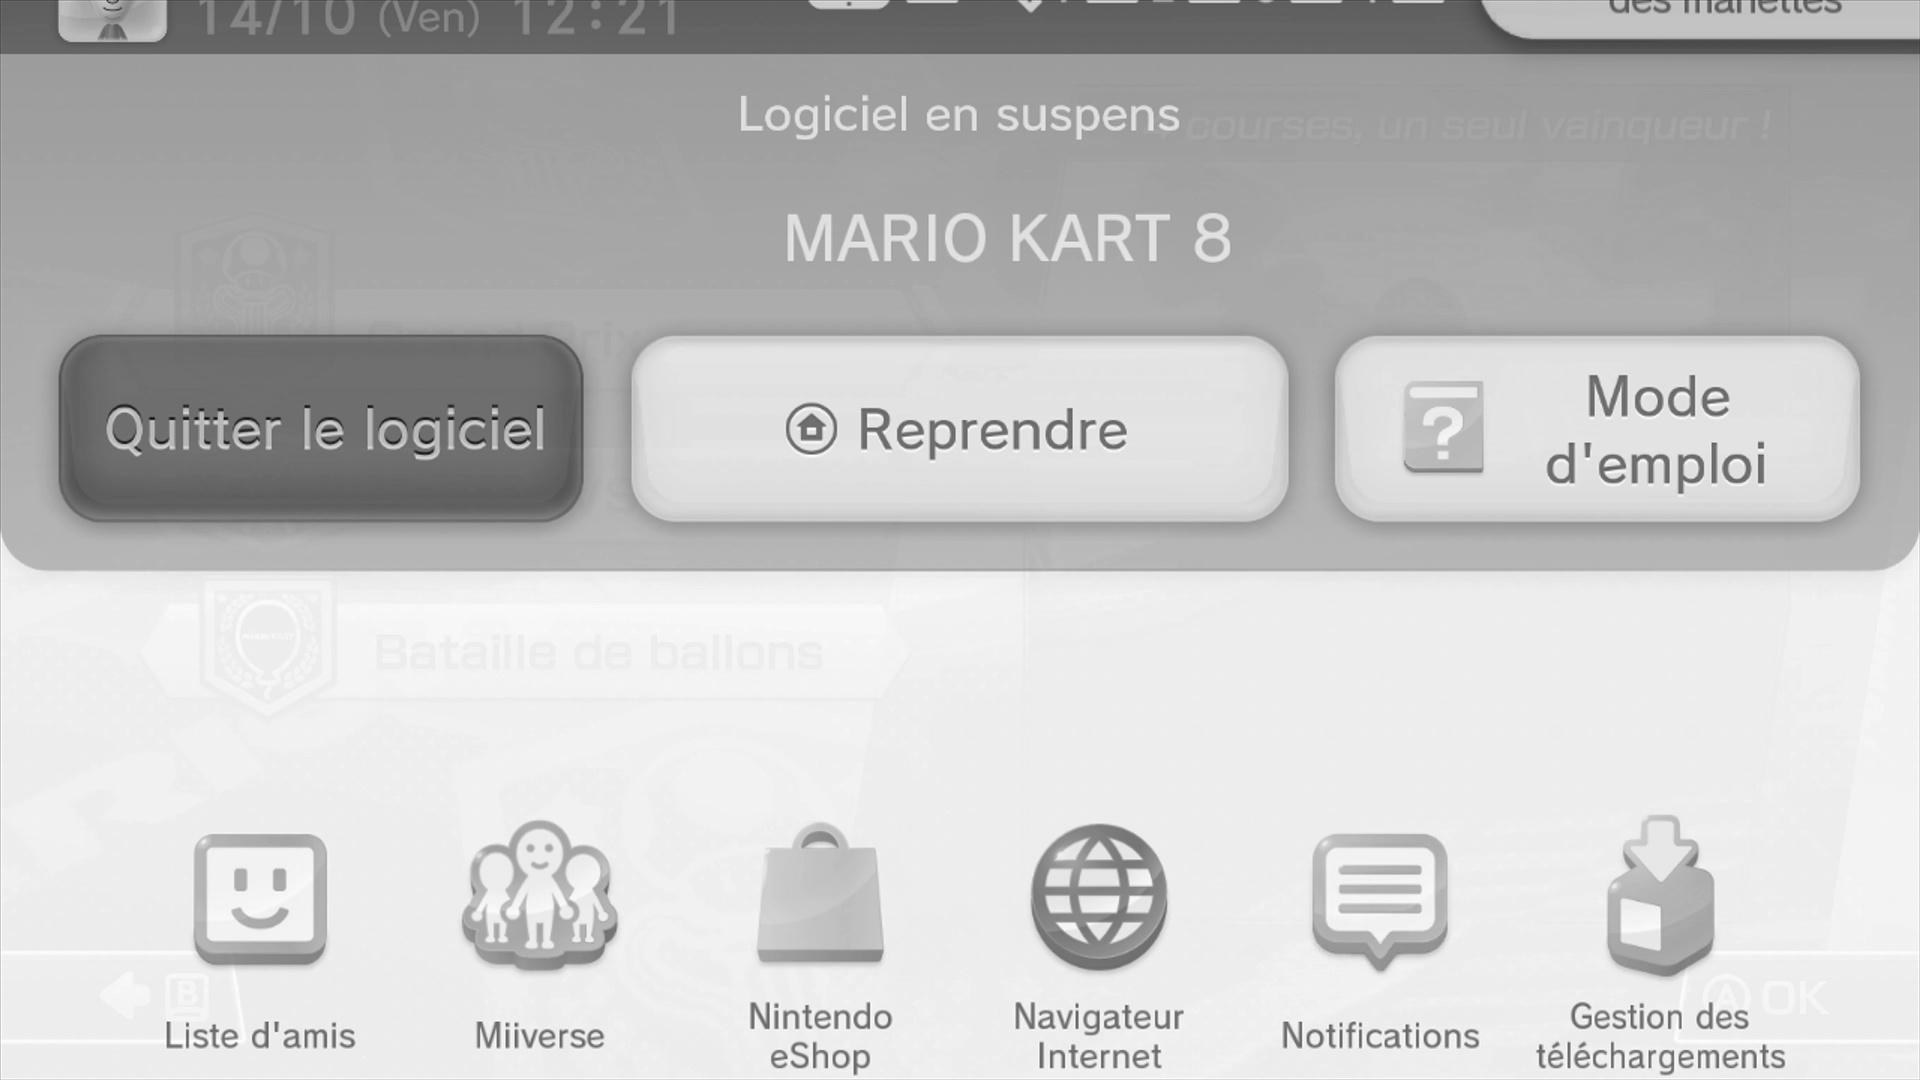 des manettes
14/10 (Ven) 12:21
Logiciel en suspens
courses, un seul vainqueur !
MARIO KART 8
Grand Prix
Quitter le logiciel
Reprendre
Mode
d'emploi
?
Bataille de ballons
B
A OK
Liste d'amis
Miiverse
Nintendo
eShop
Navigateur
Internet
Notifications
Gestion des
téléchargements